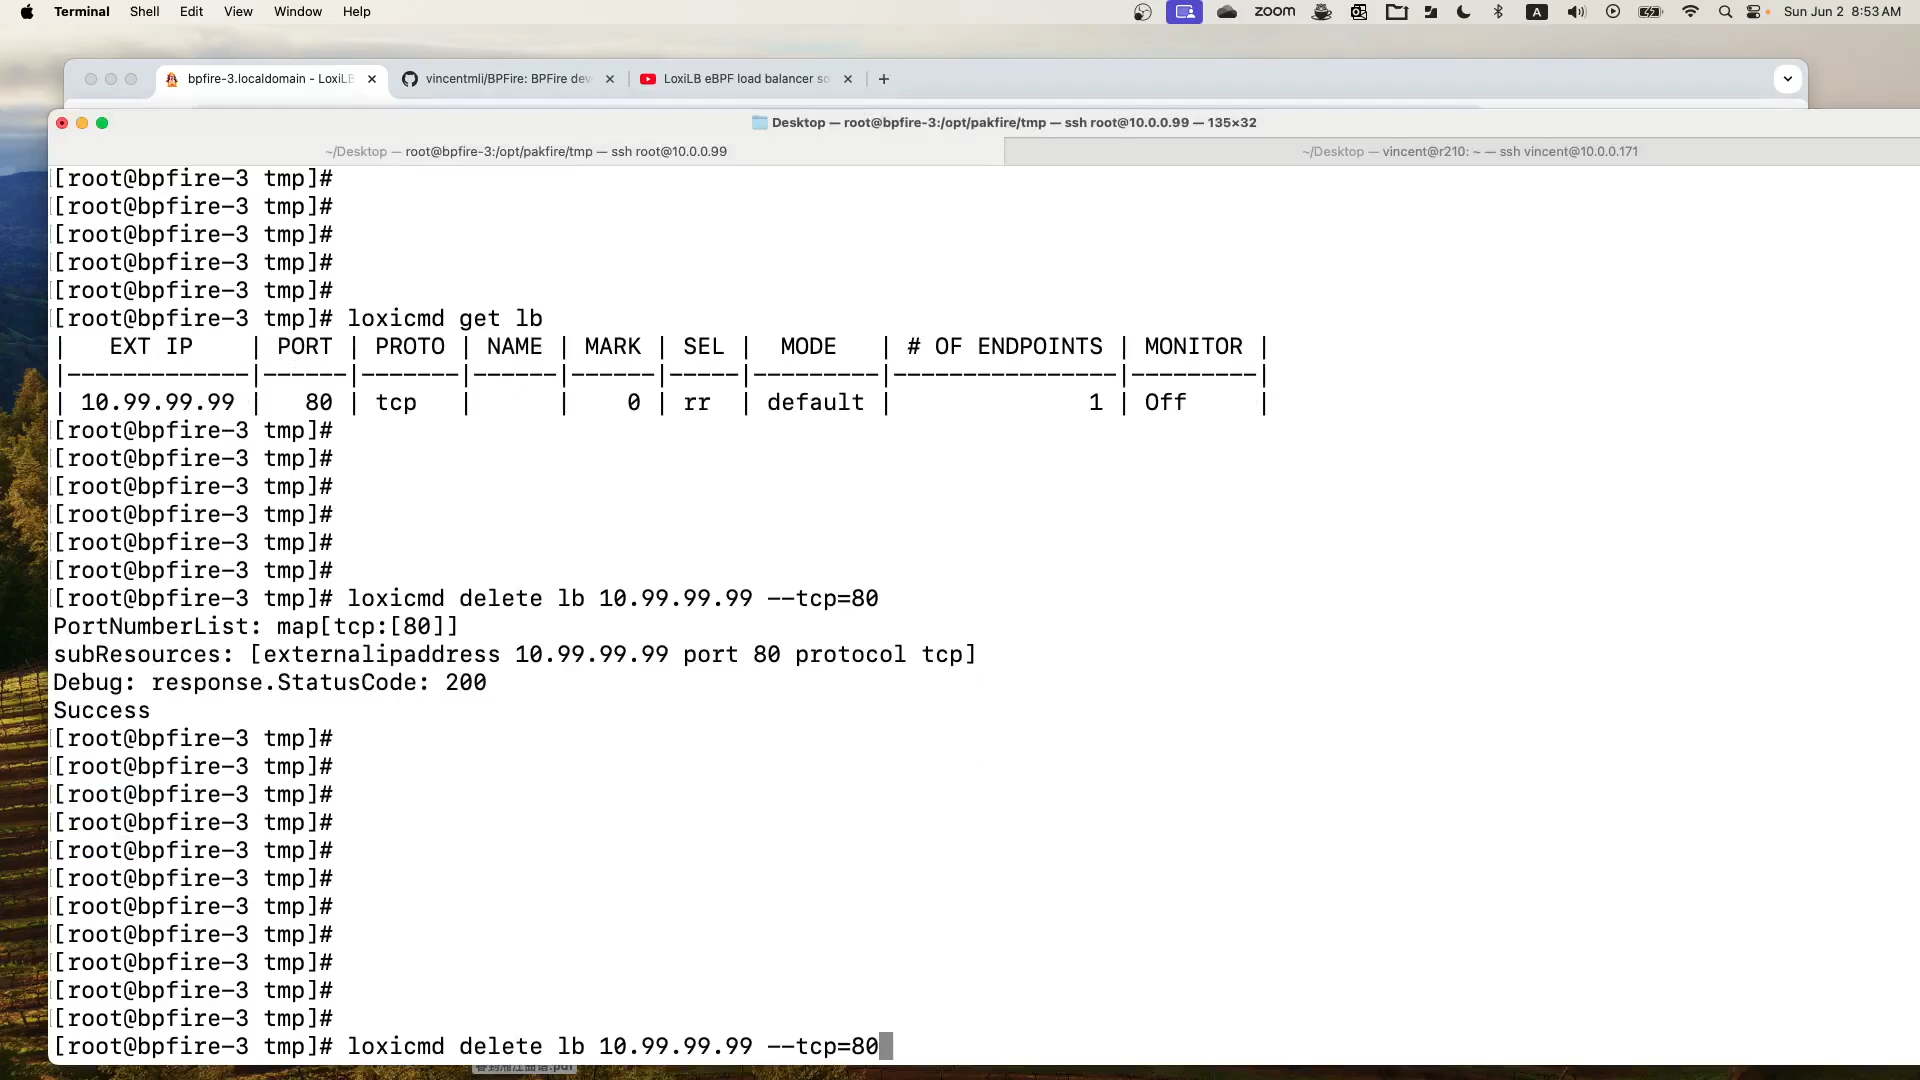 Terminal Shell Edit View Window Help zoom A Sun Jun 2 8:53 AM
bpfire-3.localdomain - LoxiLB vincentmli/BPFire: BPFire dev LoxiLB eBPF load balancer so
Desktop — root@bpfire-3:/opt/pakfire/tmp — ssh root@10.0.0.99 — 135×32
~/Desktop — root@bpfire-3:/opt/pakfire/tmp — ssh root@10.0.0.99 ~/Desktop — vincent@r210: ~ — ssh vincent@10.0.0.171
[root@bpfire-3 tmp]#
[root@bpfire-3 tmp]#
[root@bpfire-3 tmp]#
[root@bpfire-3 tmp]#
[root@bpfire-3 tmp]#
[root@bpfire-3 tmp]# loxicmd get lb
| EXT IP | PORT | PROTO | NAME | MARK | SEL | MODE | # OF ENDPOINTS | MONITOR |
|-------------|------|-------|------|------|-----|---------|----------------|---------|
| 10.99.99.99 | 80 | tcp | | 0 | rr | default | 1 | Off |
[root@bpfire-3 tmp]#
[root@bpfire-3 tmp]#
[root@bpfire-3 tmp]#
[root@bpfire-3 tmp]#
[root@bpfire-3 tmp]#
[root@bpfire-3 tmp]#
[root@bpfire-3 tmp]# loxicmd delete lb 10.99.99.99 --tcp=80
PortNumberList: map[tcp:[80]]
subResources: [externalipaddress 10.99.99.99 port 80 protocol tcp]
Debug: response.StatusCode: 200
Success
[root@bpfire-3 tmp]#
[root@bpfire-3 tmp]#
[root@bpfire-3 tmp]#
[root@bpfire-3 tmp]#
[root@bpfire-3 tmp]#
[root@bpfire-3 tmp]#
[root@bpfire-3 tmp]#
[root@bpfire-3 tmp]#
[root@bpfire-3 tmp]#
[root@bpfire-3 tmp]#
[root@bpfire-3 tmp]#
[root@bpfire-3 tmp]# loxicmd delete lb 10.99.99.99 --tcp=80